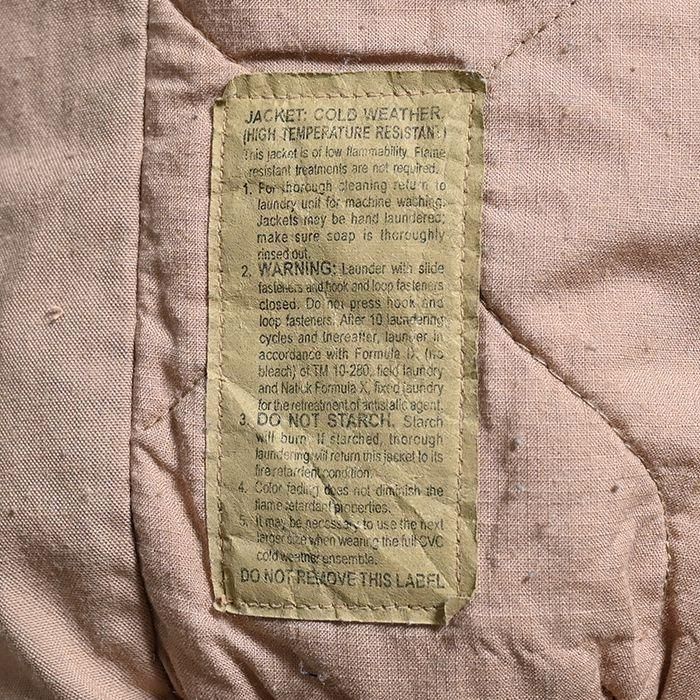 JACKET: COLD WEATHER,
(HIGH TEMPERATURE RESISTANT)
This jacket is of low flammability. Flame
resistant treatments are not required.
1. For thorough cleaning return to
laundry unit for machine washing.
Jackets may be hand laundered;
make sure soap is thoroughly
rinsed out.
2. WARNING: Launder with slide
fasteners and hook and loop fasteners
closed. Do not press hook and
loop fasteners. After 10 laundering
cycles and thereafter, launder in
accordance with Formula IX, (no
bleach) of TM 10-280, field laundry
and Natick Formula X, fixed laundry
for the retreatment of antistatic agent.
3. DO NOT STARCH. Starch
will burn. If starched, thorough
laundering will return this jacket to its
fire retardent condition.
4. Color fading does not diminish the
flame retardant properties.
5. It may be necessary to use the next
larger size when wearing the full CVC
cold weather ensemble.
DO NOT REMOVE THIS LABEL